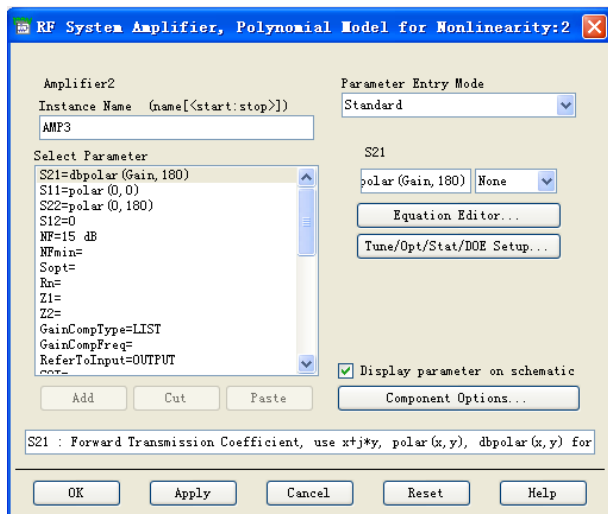 RF System Amplifier, Polynomial Model for Nonlinearity:2
Amplifier2
Instance Name (name[<start:stop>])
AMP3
Select Parameter
S21=dbpolar(Gain,180)
S11=polar(0,0)
S22=polar(0,180)
S12=0
NF=15 dB
NFmin=
Sopt=
Rn=
Z1=
Z2=
GainCompType=LIST
GainCompFreq=
ReferToInput=OUTPUT
Add
Cut
Paste
Parameter Entry Mode
Standard
S21
polar(Gain,180)
None
Equation Editor...
Tune/Opt/Stat/DOE Setup...
Display parameter on schematic
Component Options...
S21 : Forward Transmission Coefficient, use x+j*y, polar(x,y), dbpolar(x,y) for
OK
Apply
Cancel
Reset
Help